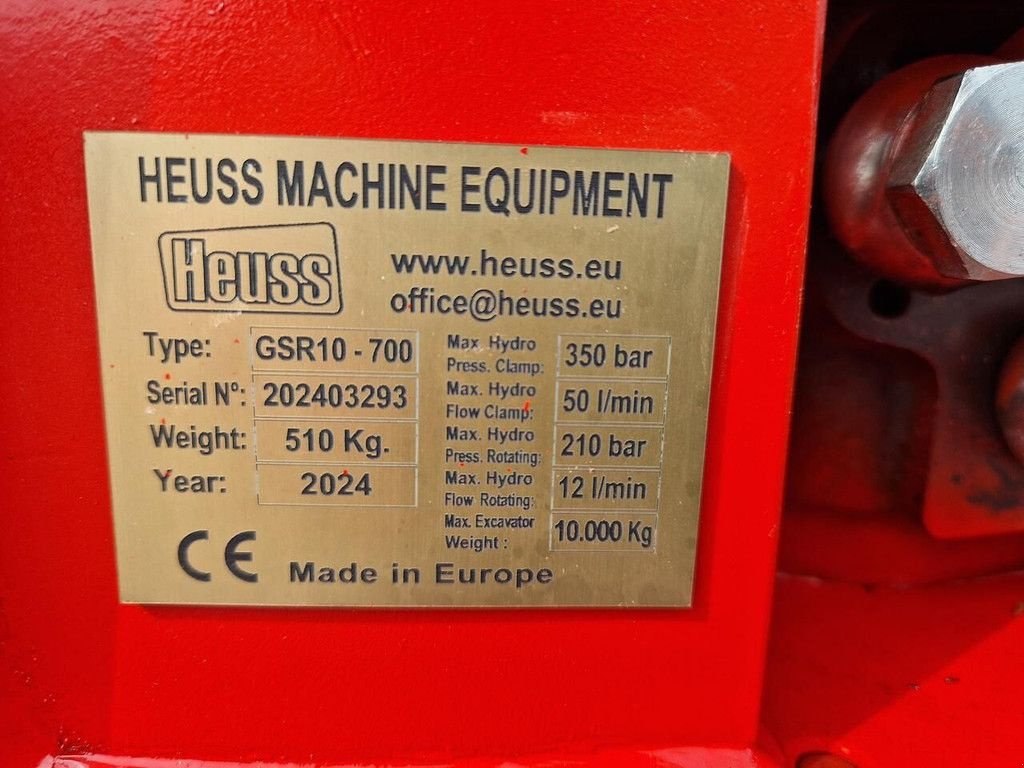 HEUSS MACHINE EQUIPMENT
Heuss
www.heuss.eu
office@heuss.eu
Type: GSR10 - 700
Serial Nº: 202403293
Weight: 510 Kg.
Year: 2024
Max. Hydro
Press. Clamp: 350 bar
Max. Hydro
Flow Clamp: 50 l/min
Max. Hydro
Press. Rotating: 210 bar
Max. Hydro
Flow Rotating: 12 l/min
Max. Excavator
Weight : 10.000 Kg
CE Made in Europe